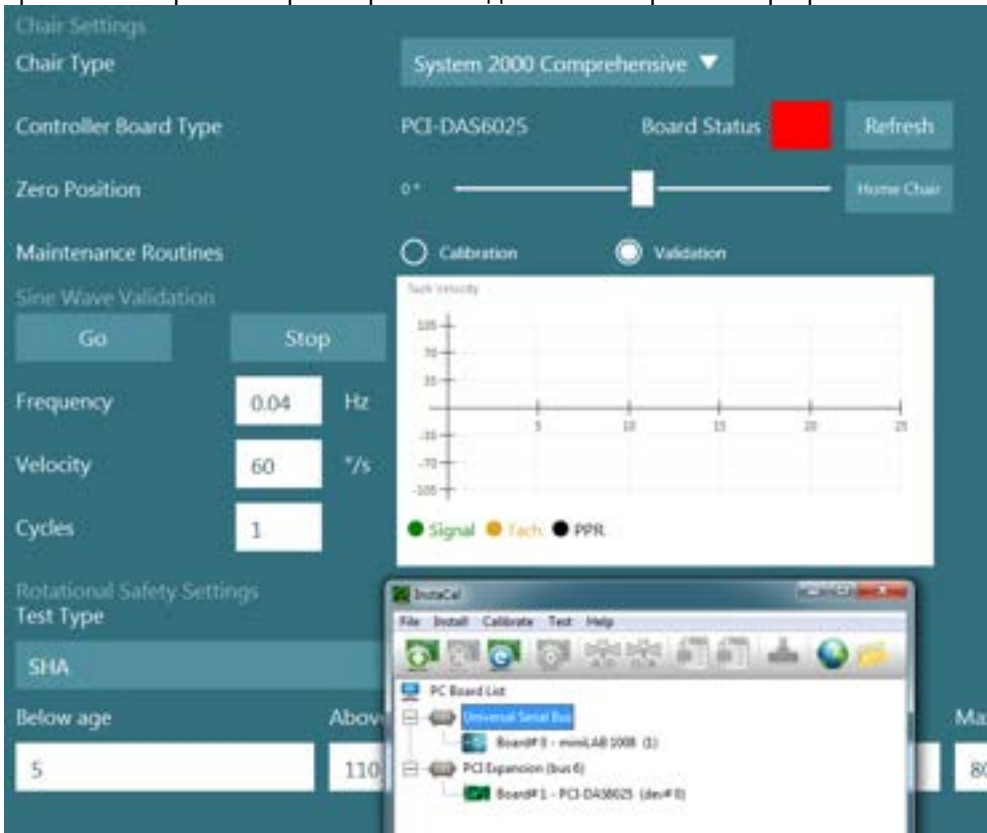 Chair Settings
Chair Type
System 2000 Comprehensive
Controller Board Type
PCI-DAS6025
Board Status
Refresh
Zero Position
0°
Home Chair
Maintenance Routines
Calibration
Validation
Sine Wave Validation
Tach Velocity
Go
Stop
105
70
35
5 10 15 20 25
-35
-70
-105
Frequency
0.04
Hz
Velocity
60
°/s
Cycles
1
Signal
Tach
PPR
Rotational Safety Settings
Test Type
SHA
InstaCal
File Install Calibrate Test Help
PC Board List
Universal Serial Bus
Board# 0 - miniLAB 1008 (1)
PCI Expansion (bus 6)
Board# 1 - PCI-DAS6025 (dev# 0)
Below age
5
110